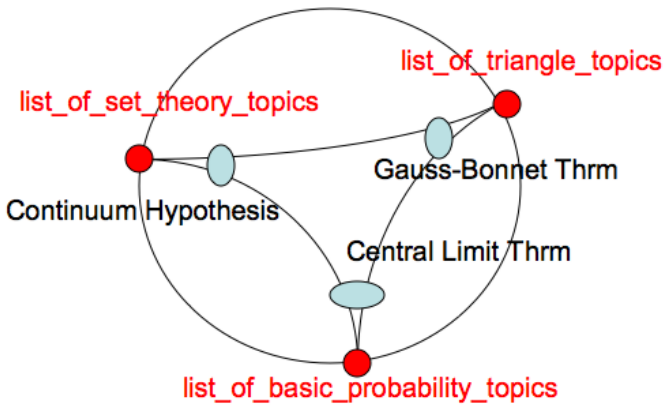 list_of_triangle_topics
list_of_set_theory_topics
Gauss-Bonnet Thrm
Continuum Hypothesis
Central Limit Thrm
list_of_basic_probability_topics